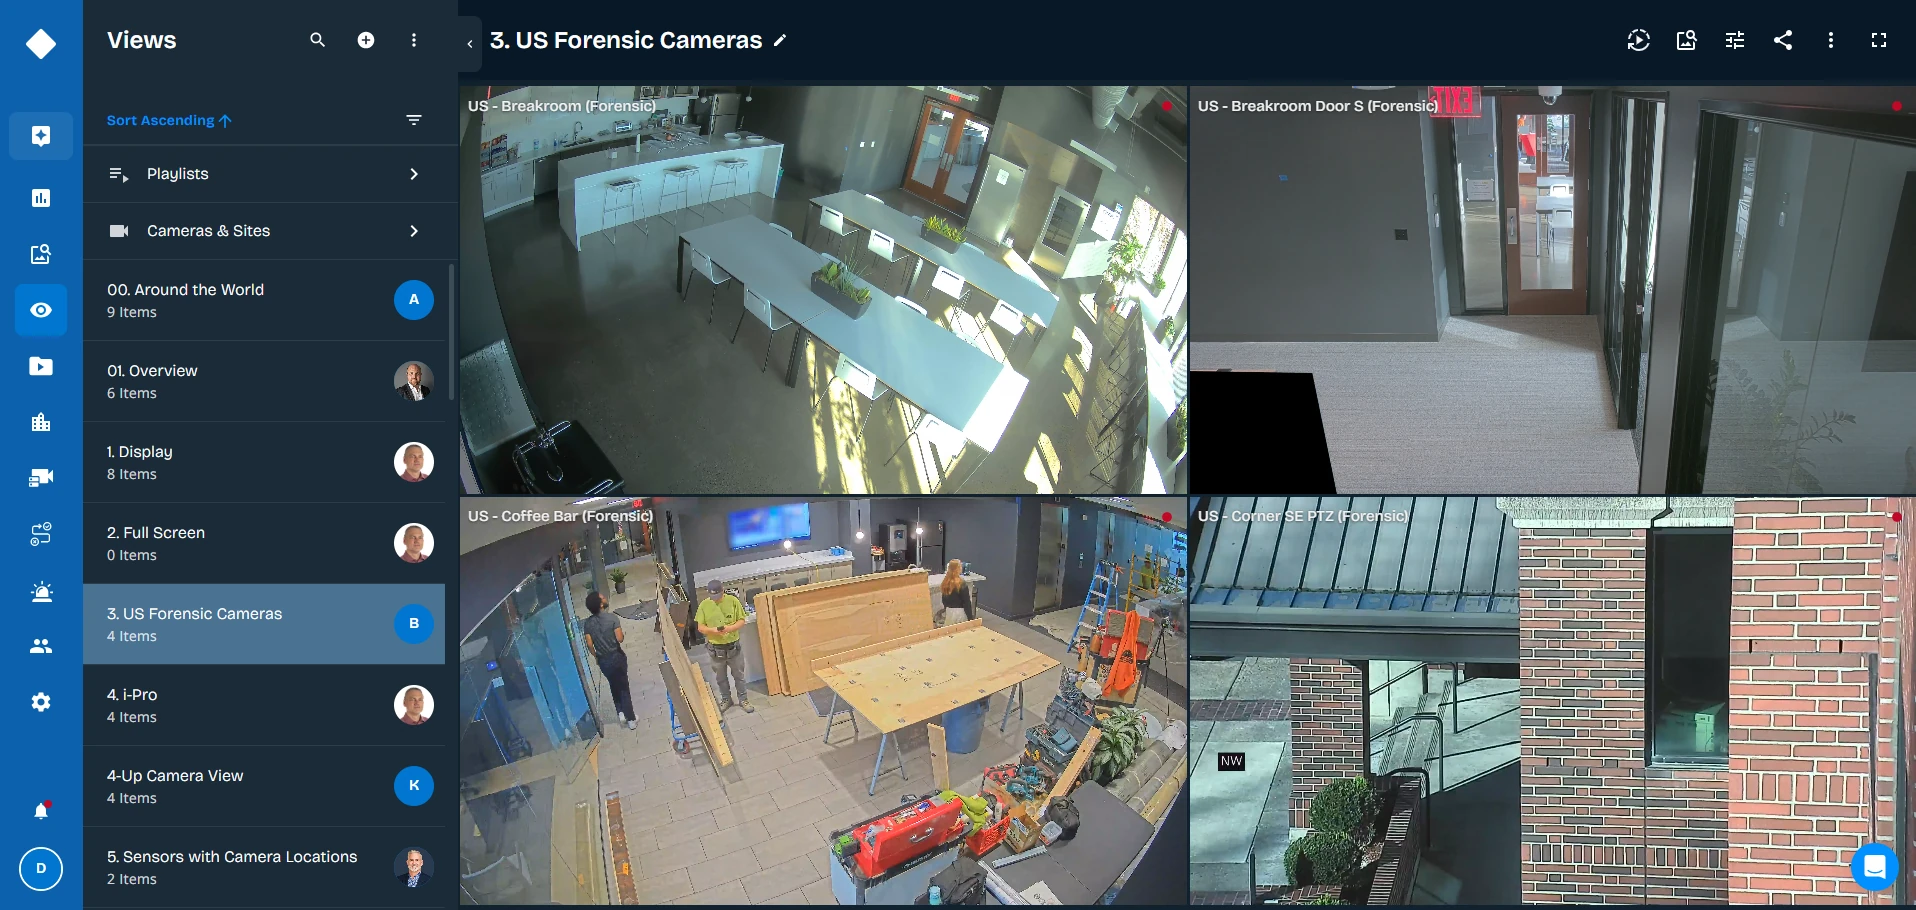 Views
3. US Forensic Cameras
Sort Ascending
Playlists
Cameras & Sites
00. Around the World
9 Items
A
01. Overview
6 Items
1. Display
8 Items
2. Full Screen
0 Items
3. US Forensic Cameras
4 Items
B
4. i-Pro
4 Items
4-Up Camera View
4 Items
K
5. Sensors with Camera Locations
2 Items
D
US - Breakroom (Forensic)
US - Breakroom Door S (Forensic)
EXIT
US - Coffee Bar (Forensic)
US - Corner SE PTZ (Forensic)
NW